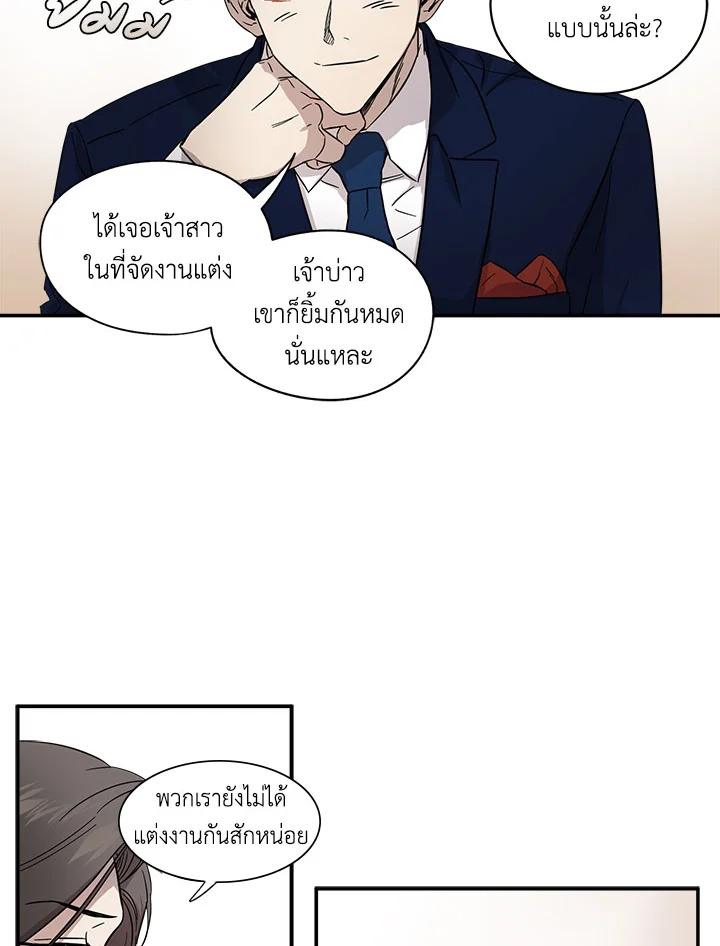 แบบนั้นล่ะ?
ได้เจอเจ้าสาว
ในที่จัดงานแต่ง
เจ้าบ่าว
เขาก็ยิ้มกันหมด
นั่นแหละ
พวกเรายังไม่ได้
แต่งงานกันสักหน่อย